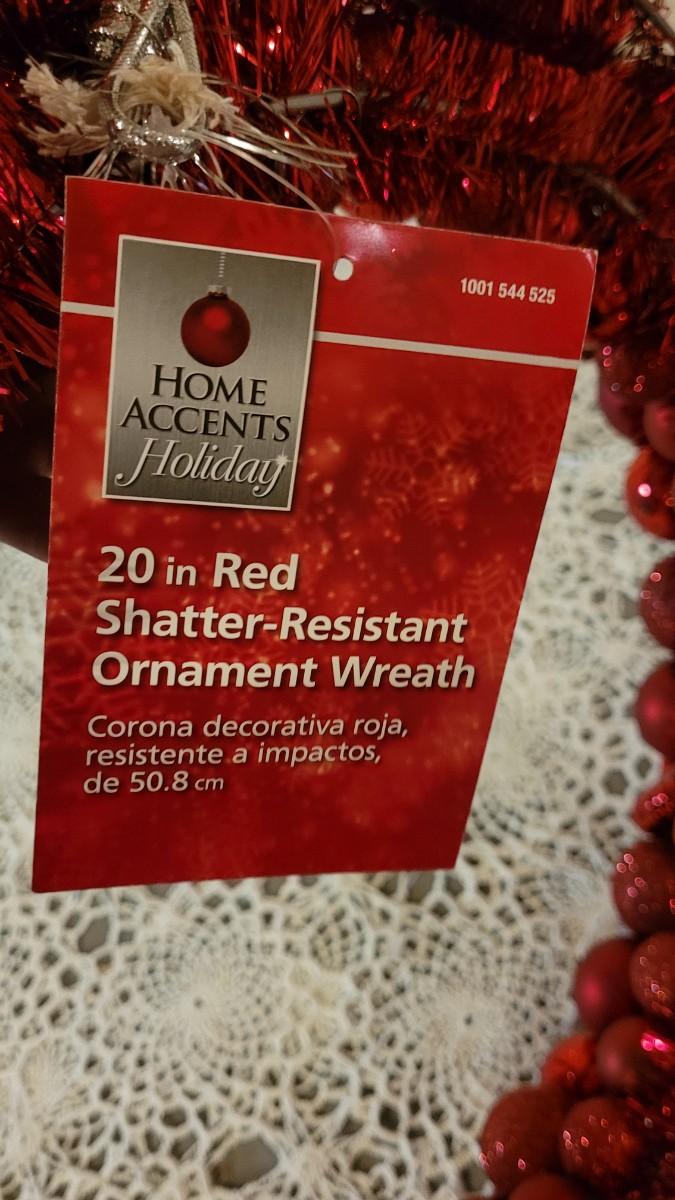 1001 544 525
HOME
ACCENTS
Holiday
20 in Red
Shatter-Resistant
Ornament Wreath
Corona decorativa roja,
resistente a impactos,
de 50.8 cm